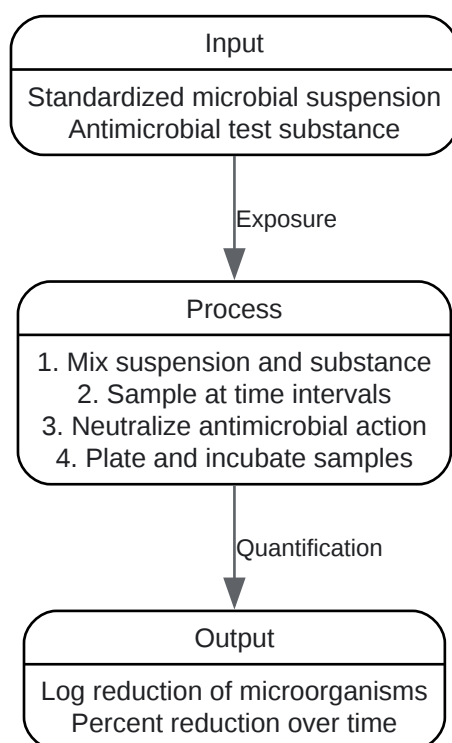 Input
Standardized microbial suspension
Antimicrobial test substance
Exposure
Process
1. Mix suspension and substance
2. Sample at time intervals
3. Neutralize antimicrobial action
4. Plate and incubate samples
Quantification
Output
Log reduction of microorganisms
Percent reduction over time